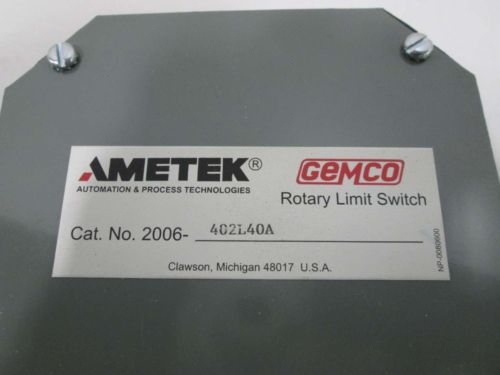 AMETEK® GEMCO
AUTOMATION & PROCESS TECHNOLOGIES
Rotary Limit Switch
Cat. No. 2006- 402L40A
Clawson, Michigan 48017 U.S.A.
NP-0080600